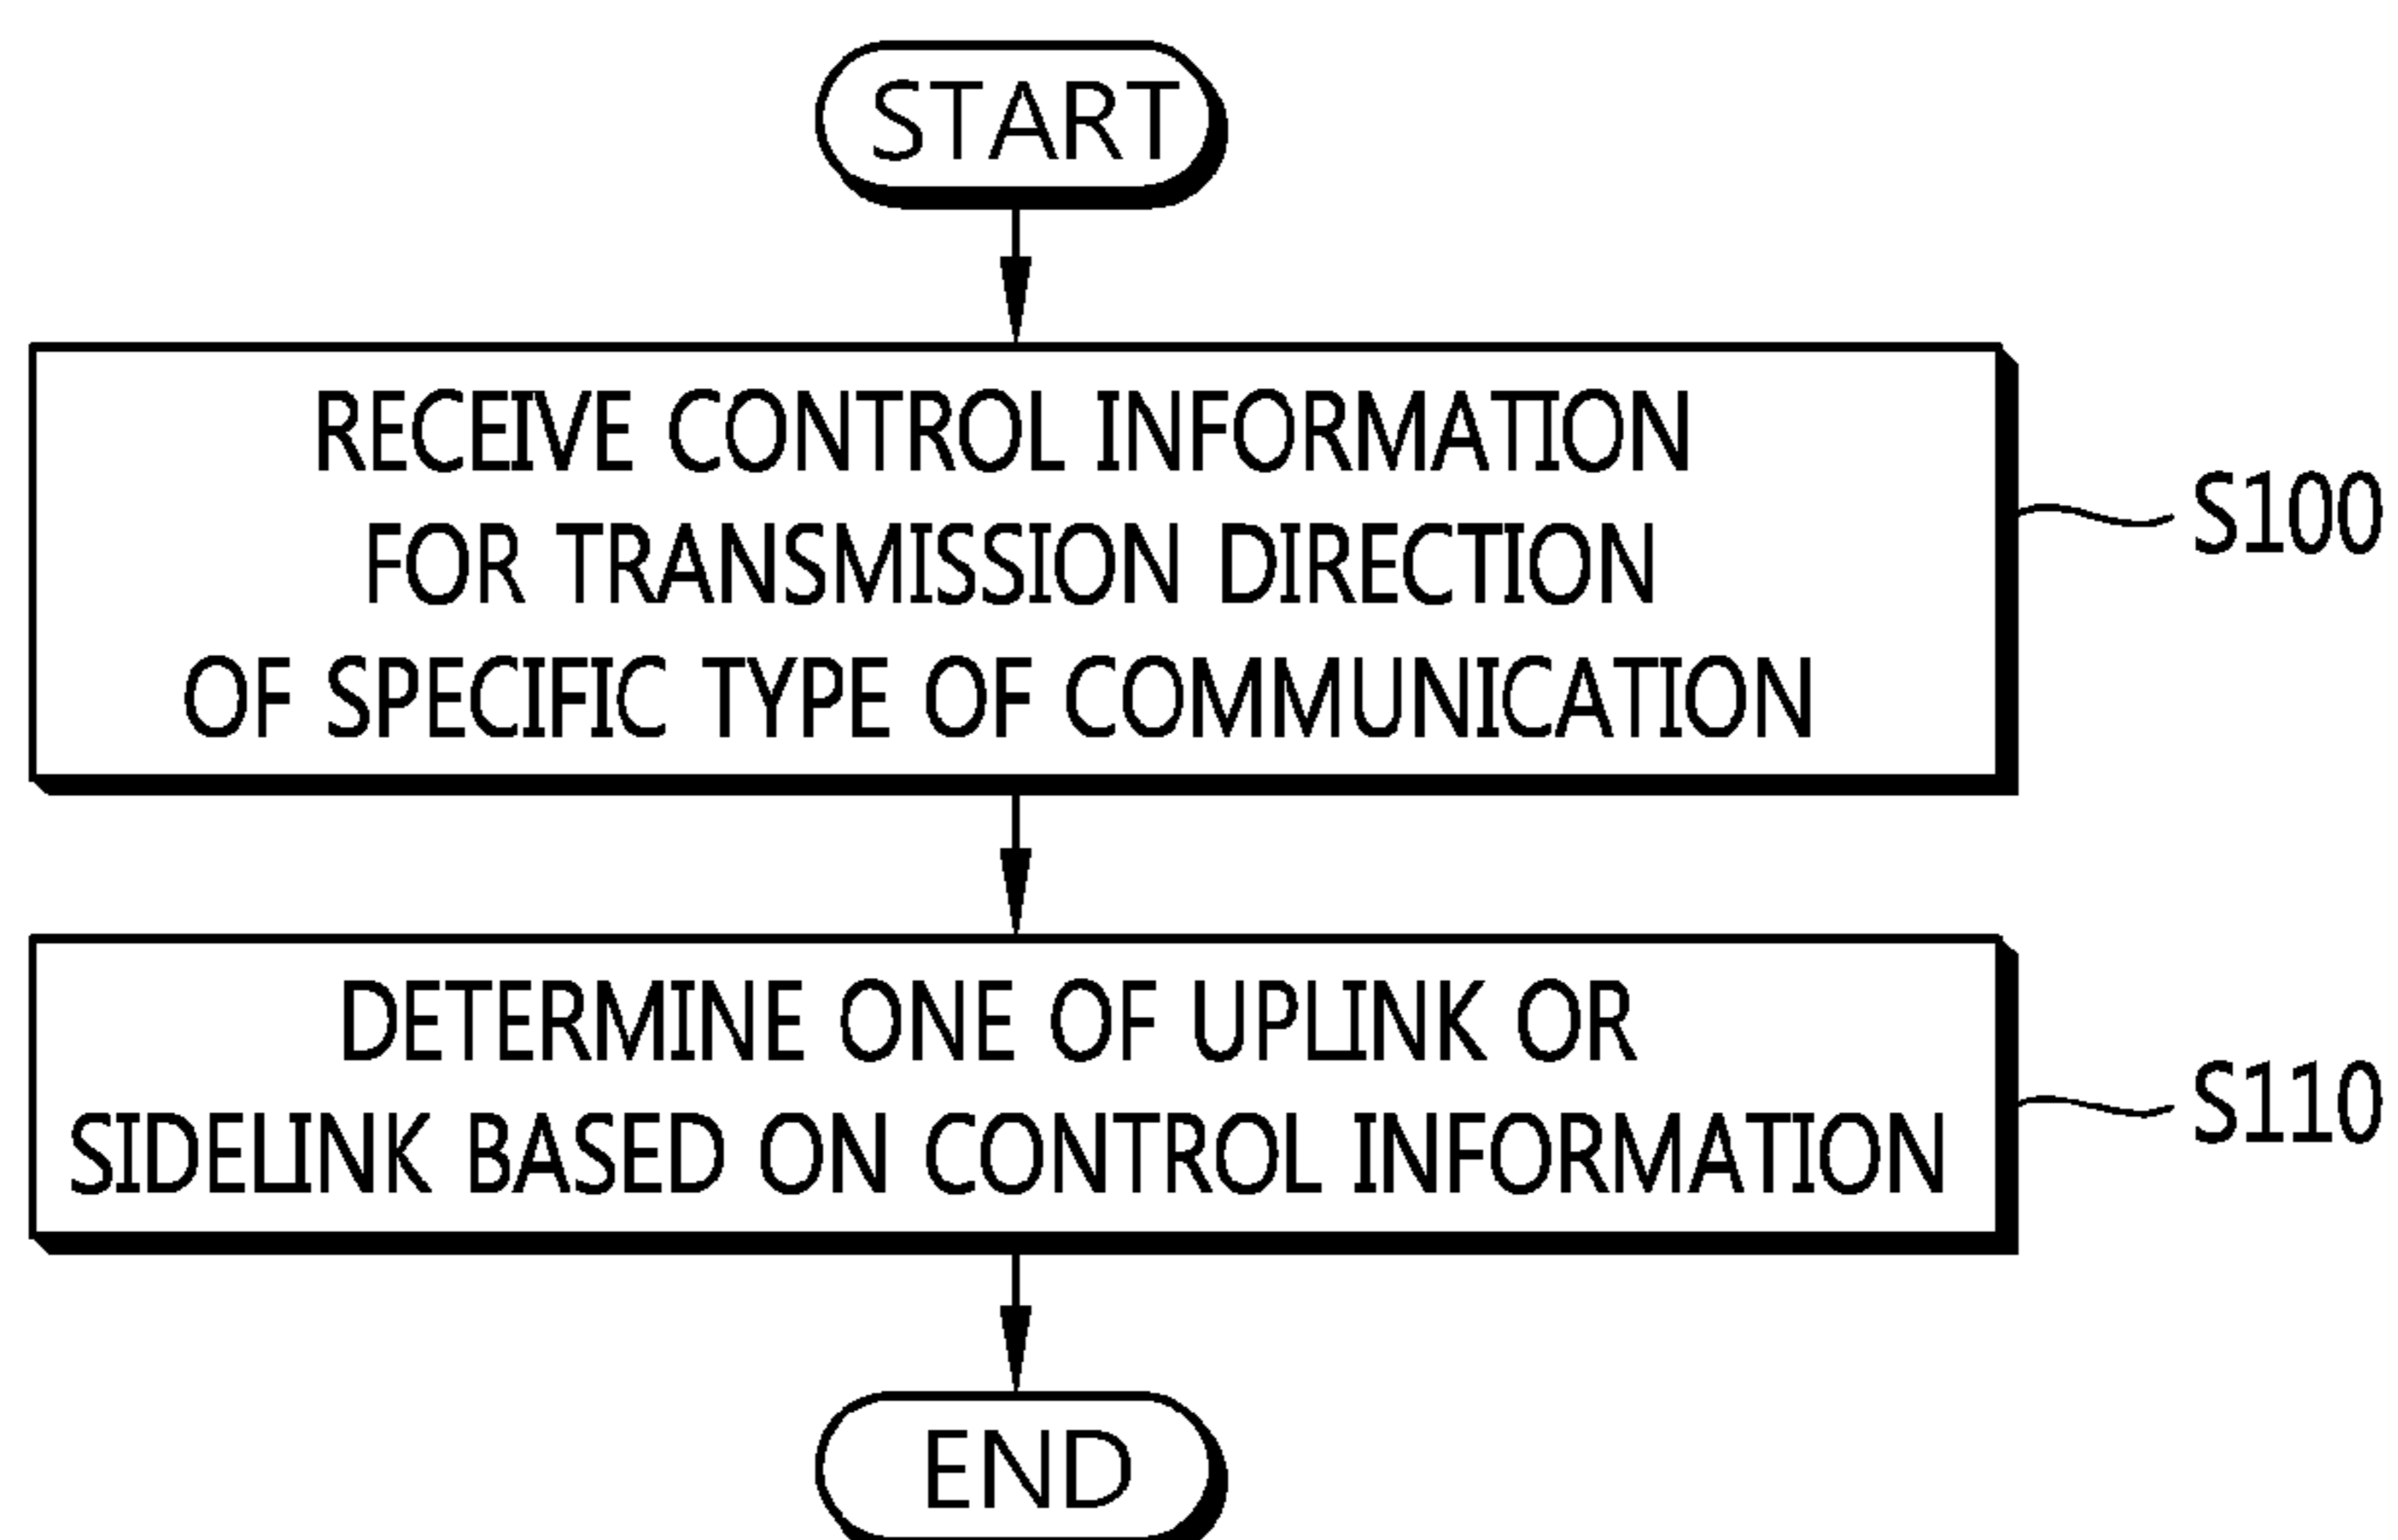 START
RECEIVE CONTROL INFORMATION
FOR TRANSMISSION DIRECTION
OF SPECIFIC TYPE OF COMMUNICATION
S100
DETERMINE ONE OF UPLINK OR
SIDELINK BASED ON CONTROL INFORMATION
S110
END